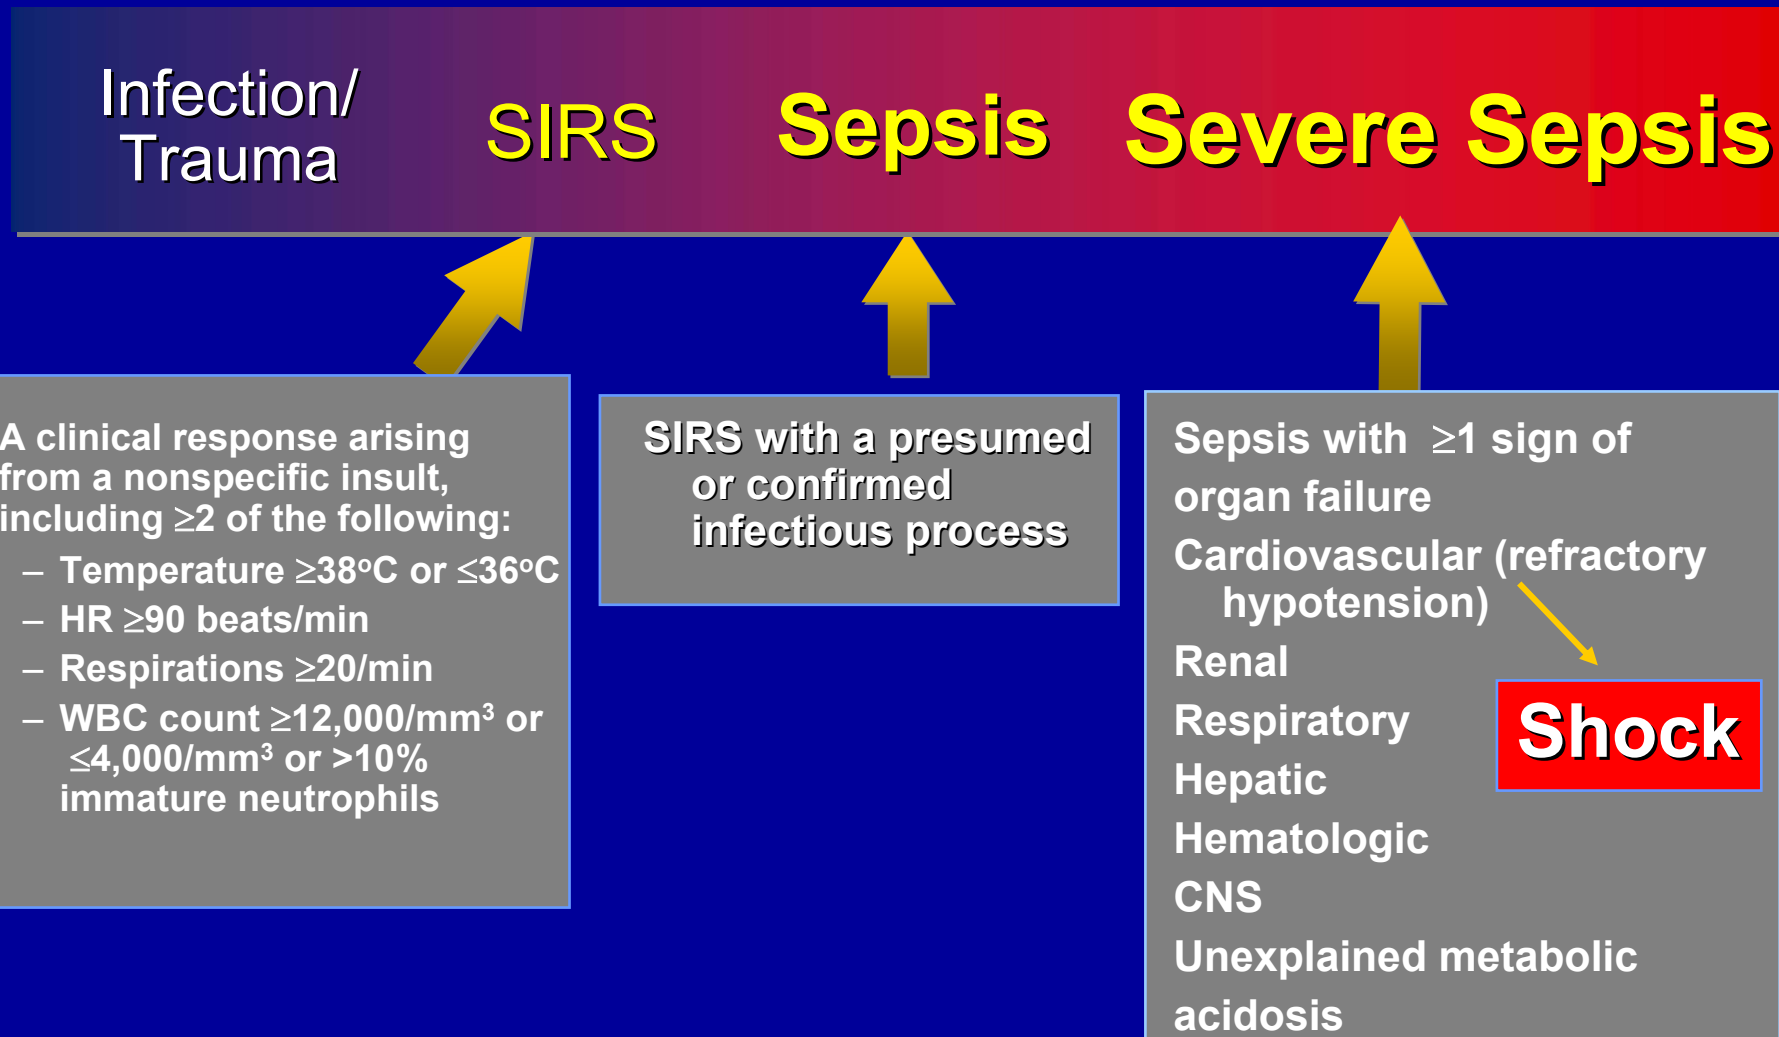 Infection/
Trauma
SIRS
Sepsis
Severe Sepsis
A clinical response arising
from a nonspecific insult,
including ≥2 of the following:
– Temperature ≥38°C or ≤36°C
– HR ≥90 beats/min
– Respirations ≥20/min
– WBC count ≥12,000/mm³ or
≤4,000/mm³ or >10%
immature neutrophils
SIRS with a presumed
or confirmed
infectious process
Sepsis with ≥1 sign of
organ failure
Cardiovascular (refractory
hypotension)
Renal
Respiratory
Hepatic
Hematologic
CNS
Unexplained metabolic
acidosis
Shock